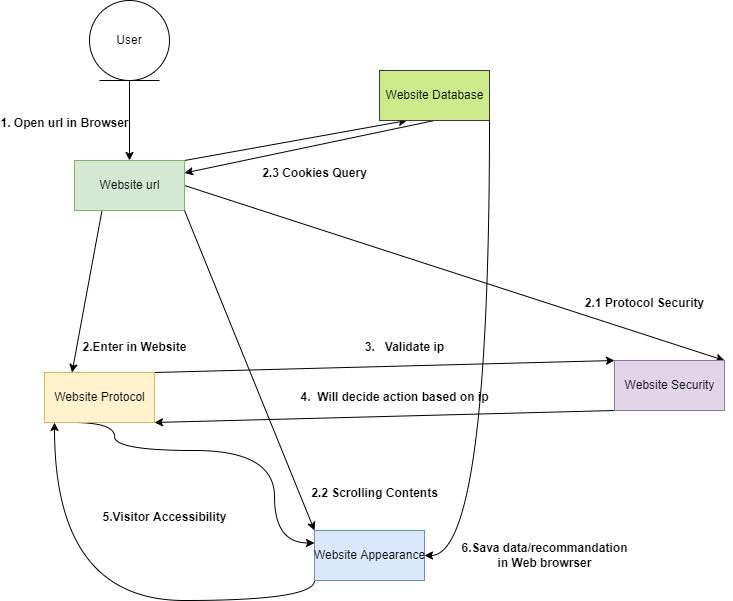 User
Website Database
1. Open url in Browser
2.3 Cookies Query
Website url
2.1 Protocol Security
2.Enter in Website
3.   Validate ip
Website Security
Website Protocol
4.  Will decide action based on ip
2.2 Scrolling Contents
5.Visitor Accessibility
Website Appearance
6.Sava data/recommandation
in Web browrser